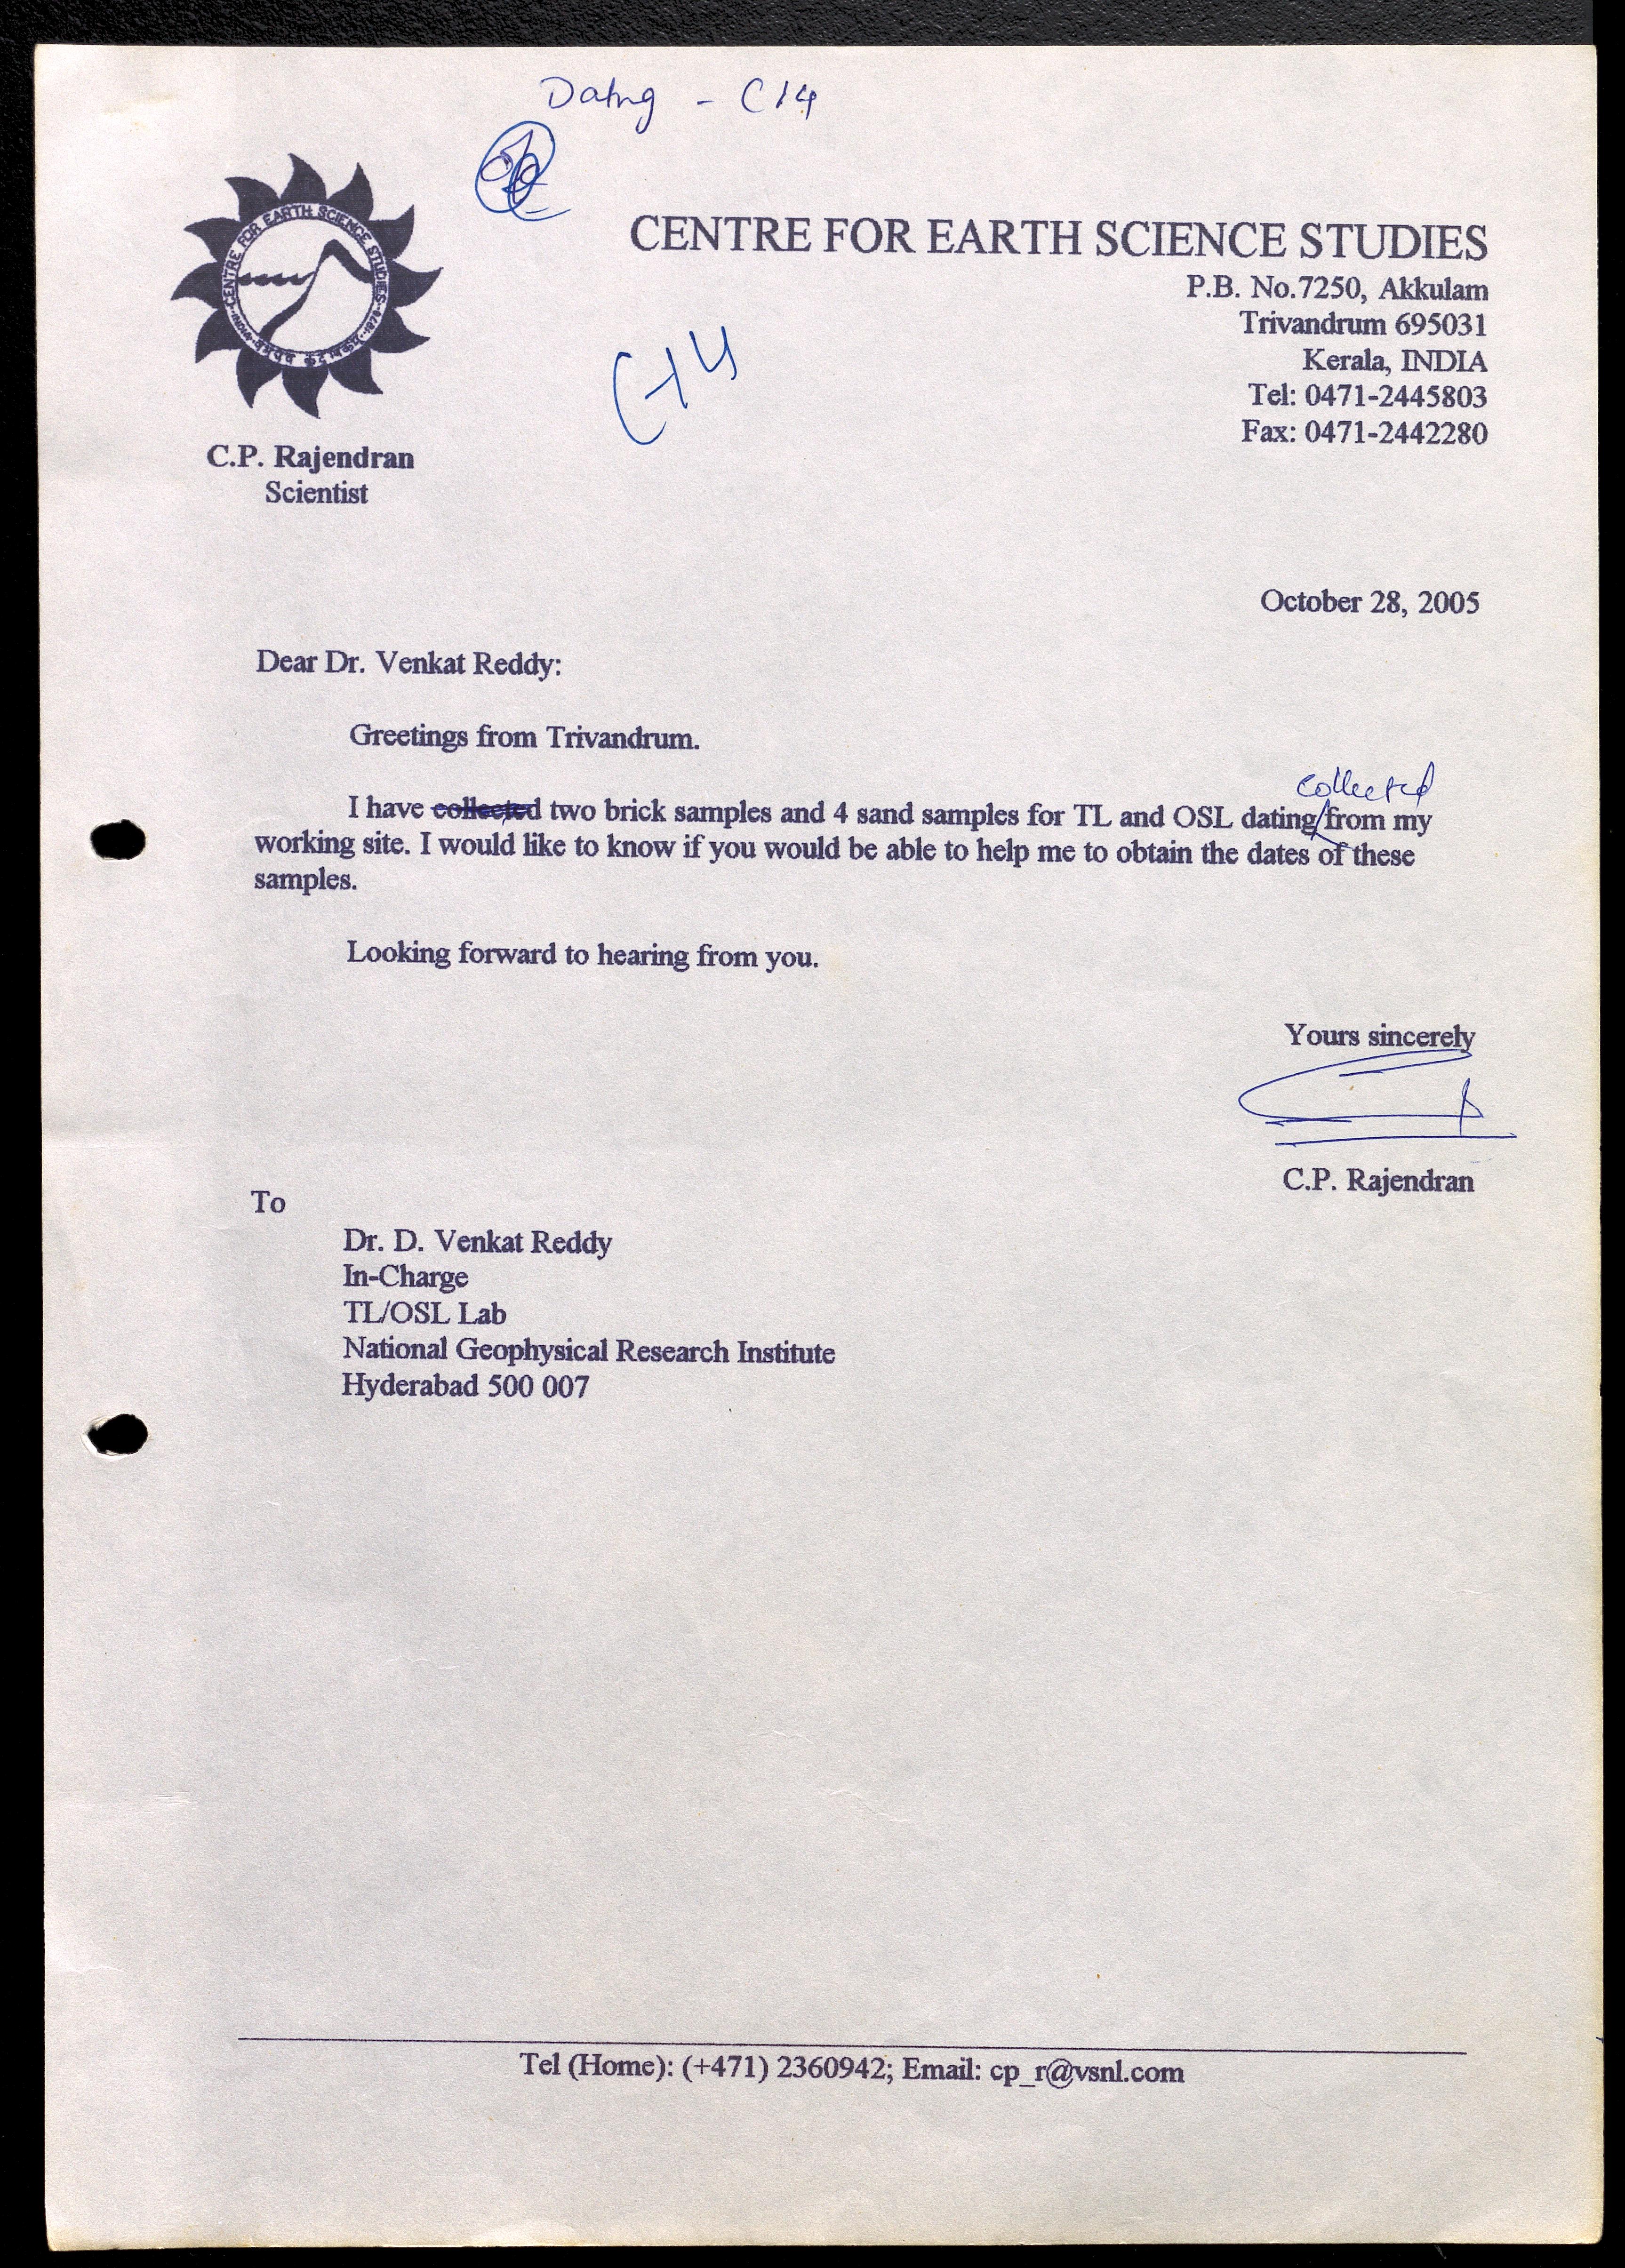 Dating - C14
CENTRE FOR EARTH SCIENCE STUDIES
CENTRE FOR EARTH SCIENCE STUDIES
P.B. No.7250, Akkulam
Trivandrum 695031
Kerala, INDIA
Tel: 0471-2445803
Fax: 0471-2442280
C14
C.P. Rajendran
Scientist
October 28, 2005
Dear Dr. Venkat Reddy:
Greetings from Trivandrum.
collected
I have collected two brick samples and 4 sand samples for TL and OSL dating from my
working site. I would like to know if you would be able to help me to obtain the dates of these
samples.
Looking forward to hearing from you.
Yours sincerely
C.P. Rajendran
To
Dr. D. Venkat Reddy
In-Charge
TL/OSL Lab
National Geophysical Research Institute
Hyderabad 500 007
Tel (Home): (+471) 2360942; Email: cp_r@vsnl.com